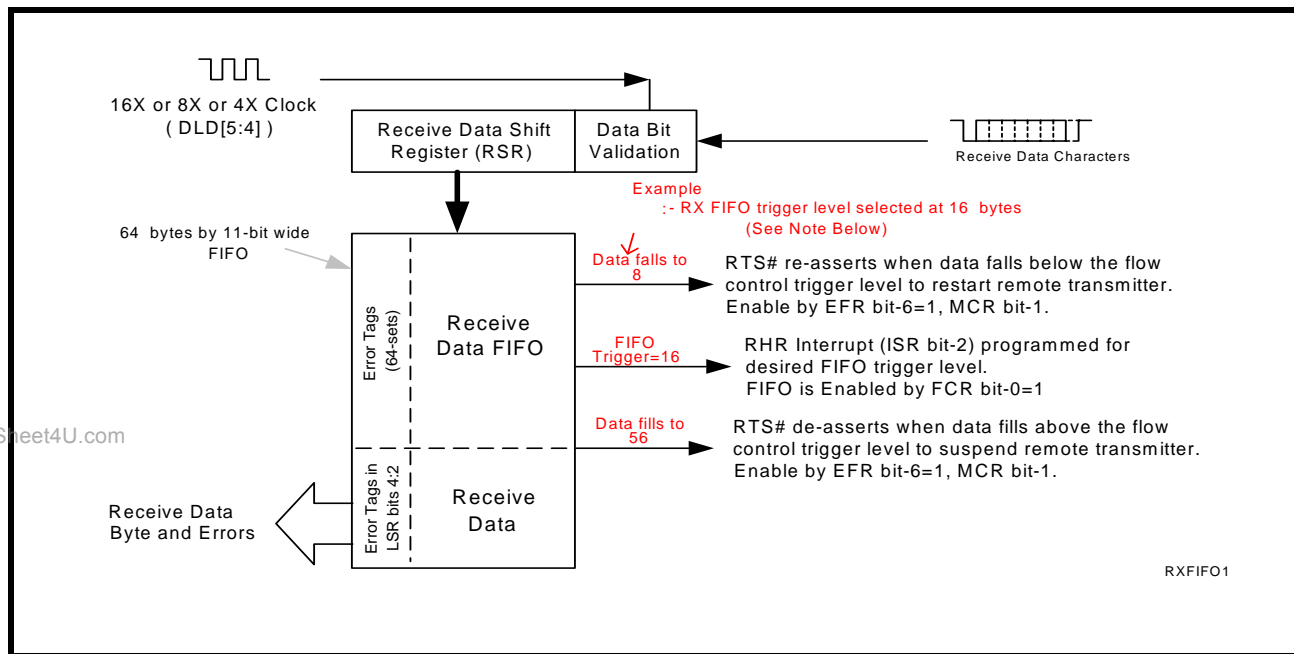 16X or 8X or 4X Clock
( DLD[5:4] )
Receive Data Shift
Register (RSR)
Data Bit
Validation
Receive Data Characters
Example
:- RX FIFO trigger level selected at 16 bytes
(See Note Below)
64 bytes by 11-bit wide
FIFO
Data falls to
8
RTS# re-asserts when data falls below the flow
control trigger level to restart remote transmitter.
Enable by EFR bit-6=1, MCR bit-1.
Error Tags
(64-sets)
Receive
Data FIFO
FIFO
Trigger=16
RHR Interrupt (ISR bit-2) programmed for
desired FIFO trigger level.
FIFO is Enabled by FCR bit-0=1
Data fills to
56
RTS# de-asserts when data fills above the flow
control trigger level to suspend remote transmitter.
Enable by EFR bit-6=1, MCR bit-1.
heet4U.com
Error Tags in
LSR bits 4:2
Receive
Data
Receive Data
Byte and Errors
RXFIFO1